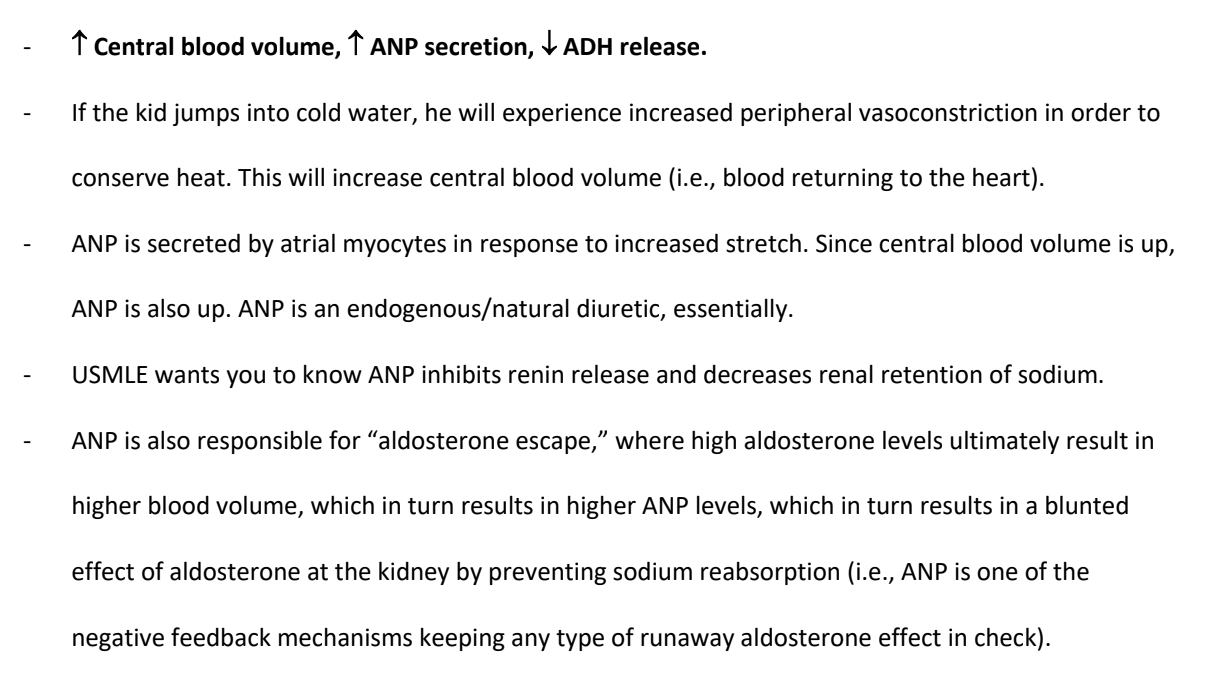 - ↑ Central blood volume, ↑ ANP secretion, ↓ ADH release.
- If the kid jumps into cold water, he will experience increased peripheral vasoconstriction in order to
conserve heat. This will increase central blood volume (i.e., blood returning to the heart).
- ANP is secreted by atrial myocytes in response to increased stretch. Since central blood volume is up,
ANP is also up. ANP is an endogenous/natural diuretic, essentially.
- USMLE wants you to know ANP inhibits renin release and decreases renal retention of sodium.
- ANP is also responsible for “aldosterone escape,” where high aldosterone levels ultimately result in
higher blood volume, which in turn results in higher ANP levels, which in turn results in a blunted
effect of aldosterone at the kidney by preventing sodium reabsorption (i.e., ANP is one of the
negative feedback mechanisms keeping any type of runaway aldosterone effect in check).